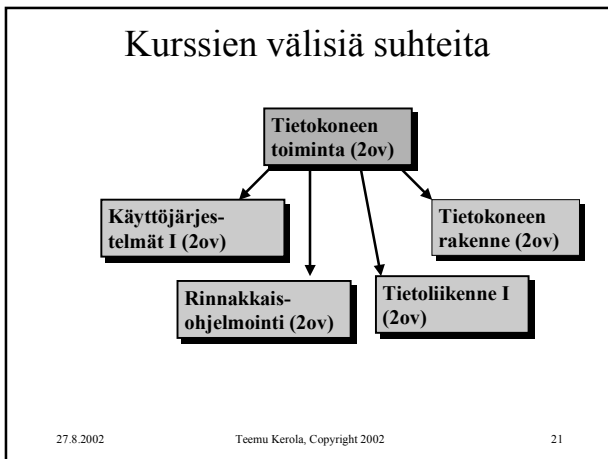 Kurssien välisiä suhteita
Tietokoneen
toiminta (2ov)
Käyttöjärjes-
telmät I (2ov)
Tietokoneen
rakenne (2ov)
Rinnakkais-
ohjelmointi (2ov)
Tietoliikenne I
(2ov)
27.8.2002
Teemu Kerola, Copyright 2002
21